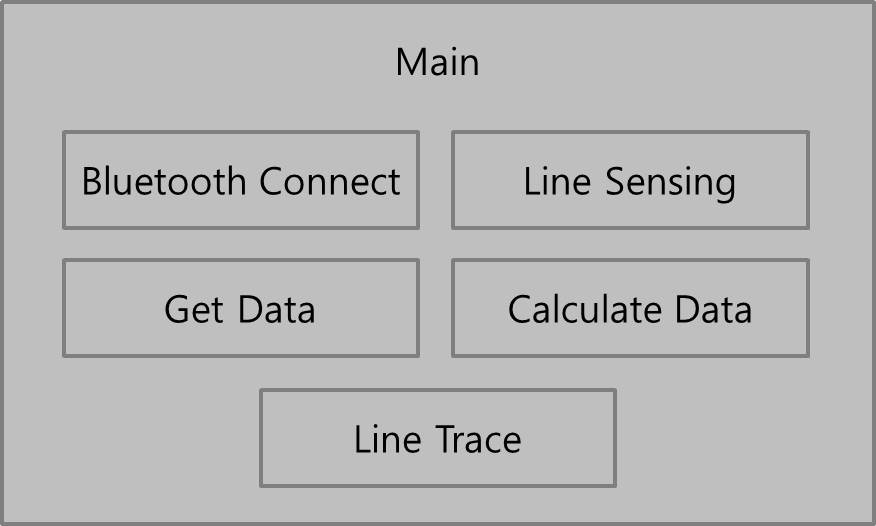 Main
Bluetooth Connect
Line Sensing
Get Data
Calculate Data
Line Trace